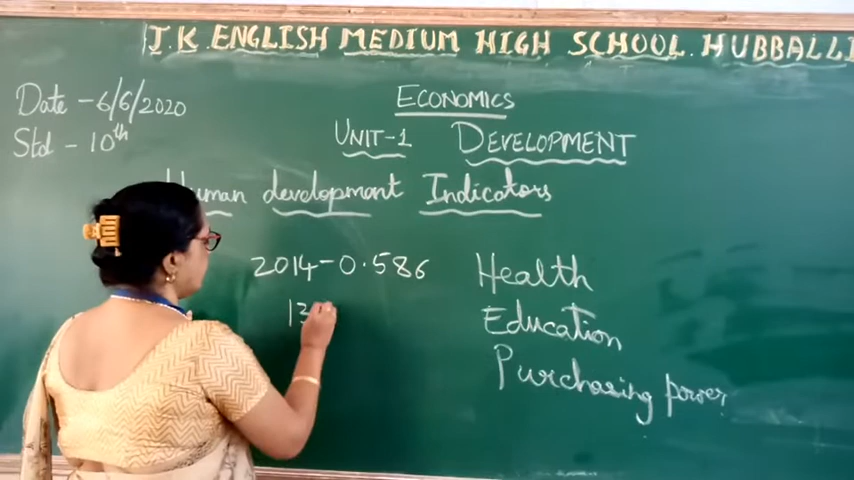 J.K ENGLISH MEDIUM HIGH SCHOOL HUBBALLI
Date - 6/6/2020
Std - 10th
ECONOMICS
UNIT-1 DEVELOPMENT
Human development Indicators
2014 - 0.586
Health
Education
Purchasing power